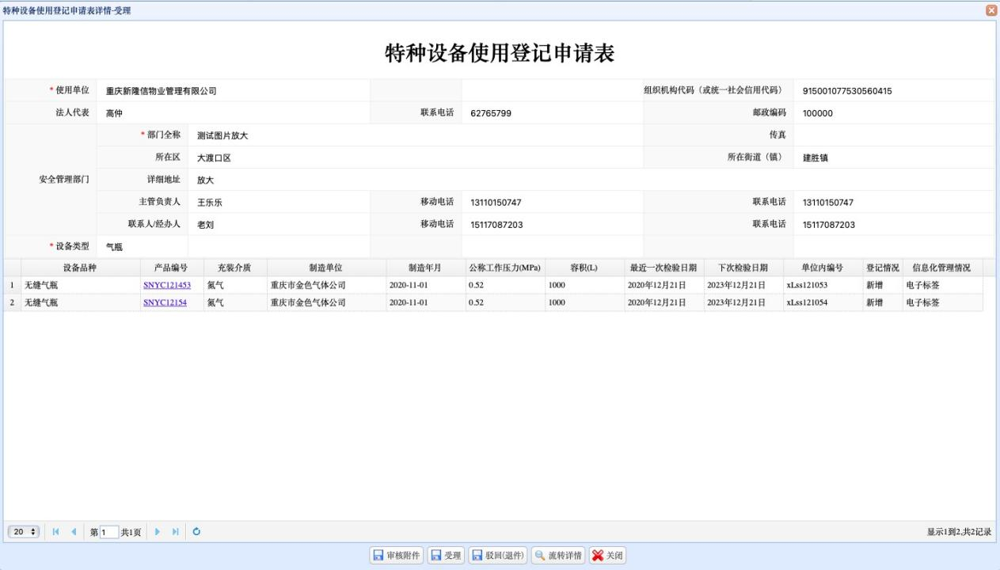 特种设备使用登记申请表详情-受理
特种设备使用登记申请表
* 使用单位 重庆新隆信物业管理有限公司 组织机构代码（或统一社会信用代码） 915001077530560415
法人代表 高仲 联系电话 62765799 邮政编码 100000
* 部门全称 测试图片放大 传真
所在区 大渡口区 所在街道（镇） 建胜镇
安全管理部门 详细地址 放大
主管负责人 王乐乐 移动电话 13110150747 联系电话 13110150747
联系人/经办人 老刘 移动电话 15117087203 联系电话 15117087203
* 设备类型 气瓶
设备品种 产品编号 充装介质 制造单位 制造年月 公称工作压力(MPa) 容积(L) 最近一次检验日期 下次检验日期 单位内编号 登记情况 信息化管理情况
1 无缝气瓶 SNYC121453 氮气 重庆市金色气体公司 2020-11-01 0.52 1000 2020年12月21日 2023年12月21日 xLss121053 新增 电子标签
2 无缝气瓶 SNYC12154 氮气 重庆市金色气体公司 2020-11-01 0.52 1000 2020年12月21日 2023年12月21日 xLss121054 新增 电子标签
20 第 1 共1页 显示1到2,共2记录
审核附件 受理 驳回(退件) 流转详情 关闭